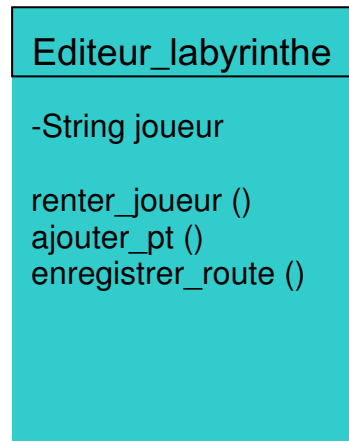 Editeur_labyrinthe
-String joueur
renter_joueur ()
ajouter_pt ()
enregistrer_route ()